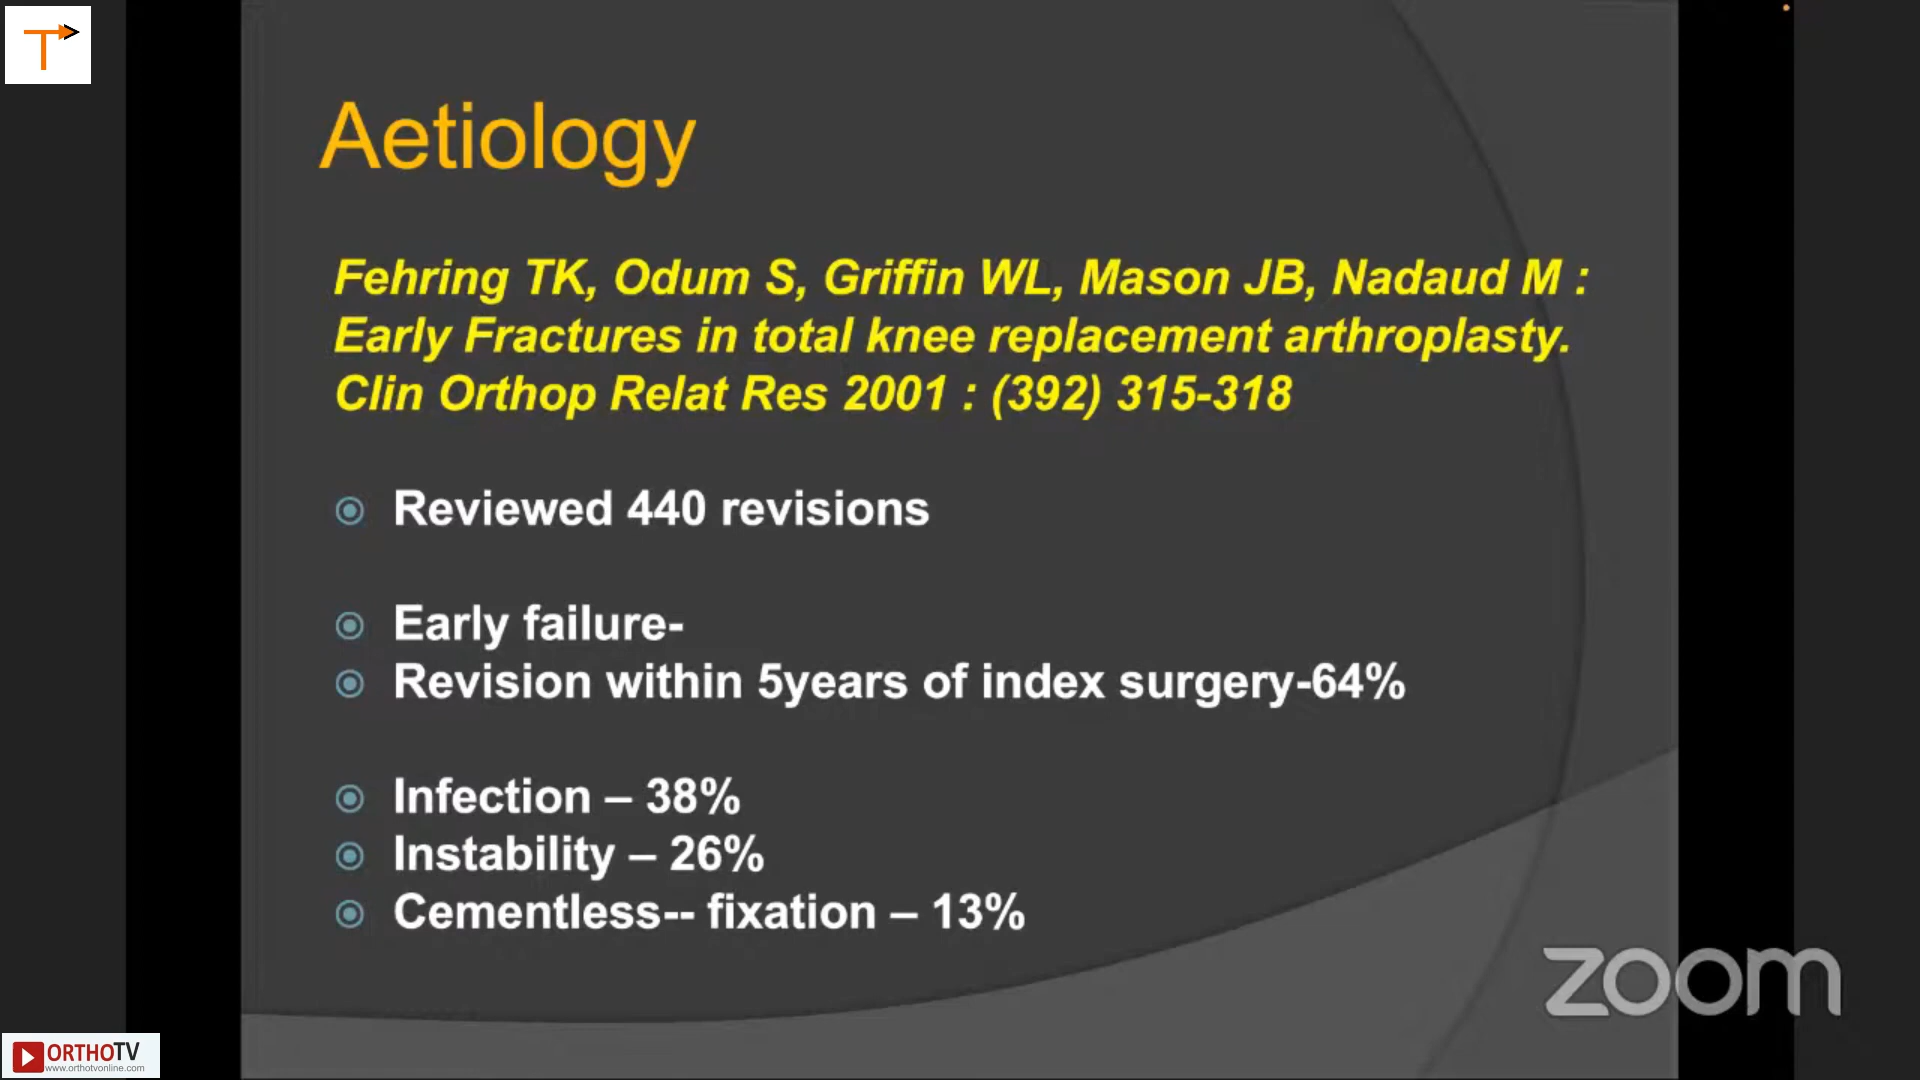 T
Aetiology
Fehring TK, Odum S, Griffin WL, Mason JB, Nadaud M :
Early Fractures in total knee replacement arthroplasty.
Clin Orthop Relat Res 2001 : (392) 315-318
Reviewed 440 revisions
Early failure-
Revision within 5years of index surgery-64%
Infection – 38%
Instability – 26%
Cementless-- fixation – 13%
zoom
ORTHOTV
www.orthotvonline.com